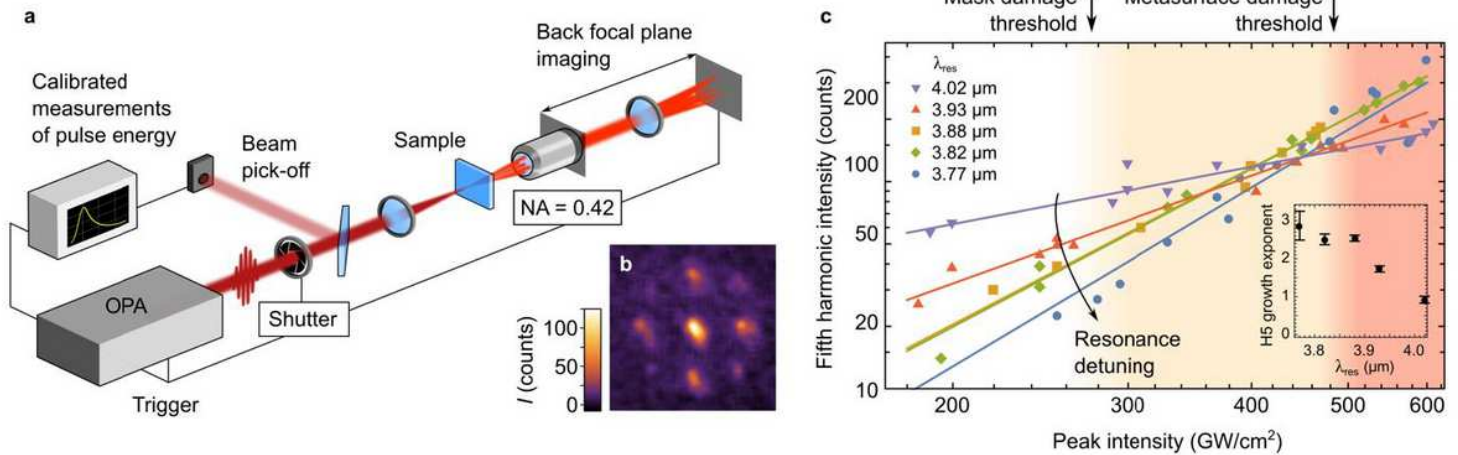 a
Calibrated
measurements
of pulse energy
Beam
pick-off
Sample
Back focal plane
imaging
NA = 0.42
OPA
Shutter
Trigger
b
I (counts)
100
50
0
c
Mask damage
threshold
Metasurface damage
threshold
Fifth harmonic intensity (counts)
200
100
50
20
10
λres
4.02 µm
3.93 µm
3.88 µm
3.82 µm
3.77 µm
Resonance
detuning
H5 growth exponent
3
2
1
0
3.8 3.9 4.0
λres (µm)
200 300 400 500 600
Peak intensity (GW/cm²)